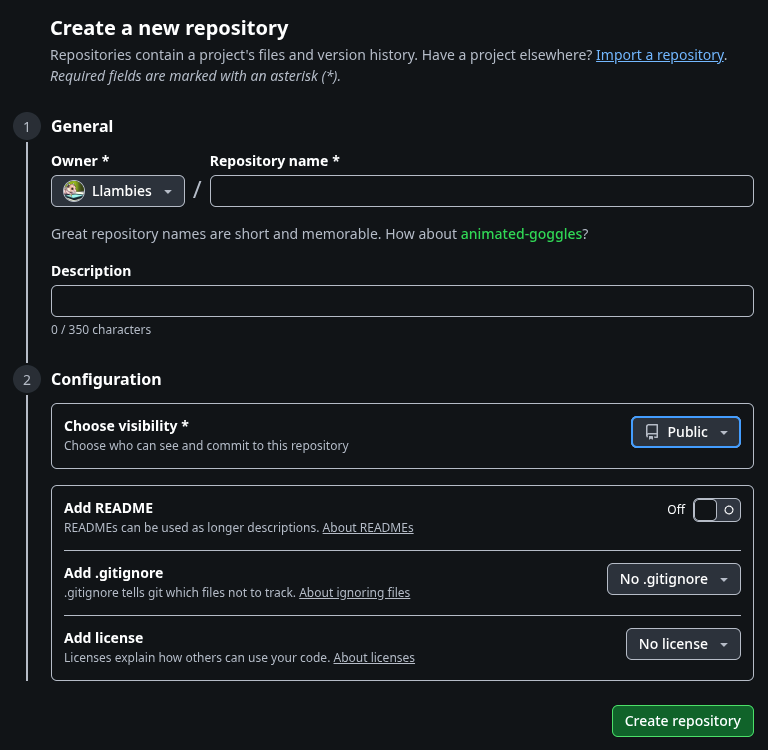 Create a new repository
Repositories contain a project's files and version history. Have a project elsewhere? Import a repository.
Required fields are marked with an asterisk (*).
1 General
Owner * Repository name *
Llambies /
Great repository names are short and memorable. How about animated-goggles?
Description
0 / 350 characters
2 Configuration
Choose visibility *
Choose who can see and commit to this repository
Public
Add README
READMEs can be used as longer descriptions. About READMEs
Off
Add .gitignore
.gitignore tells git which files not to track. About ignoring files
No .gitignore
Add license
Licenses explain how others can use your code. About licenses
No license
Create repository